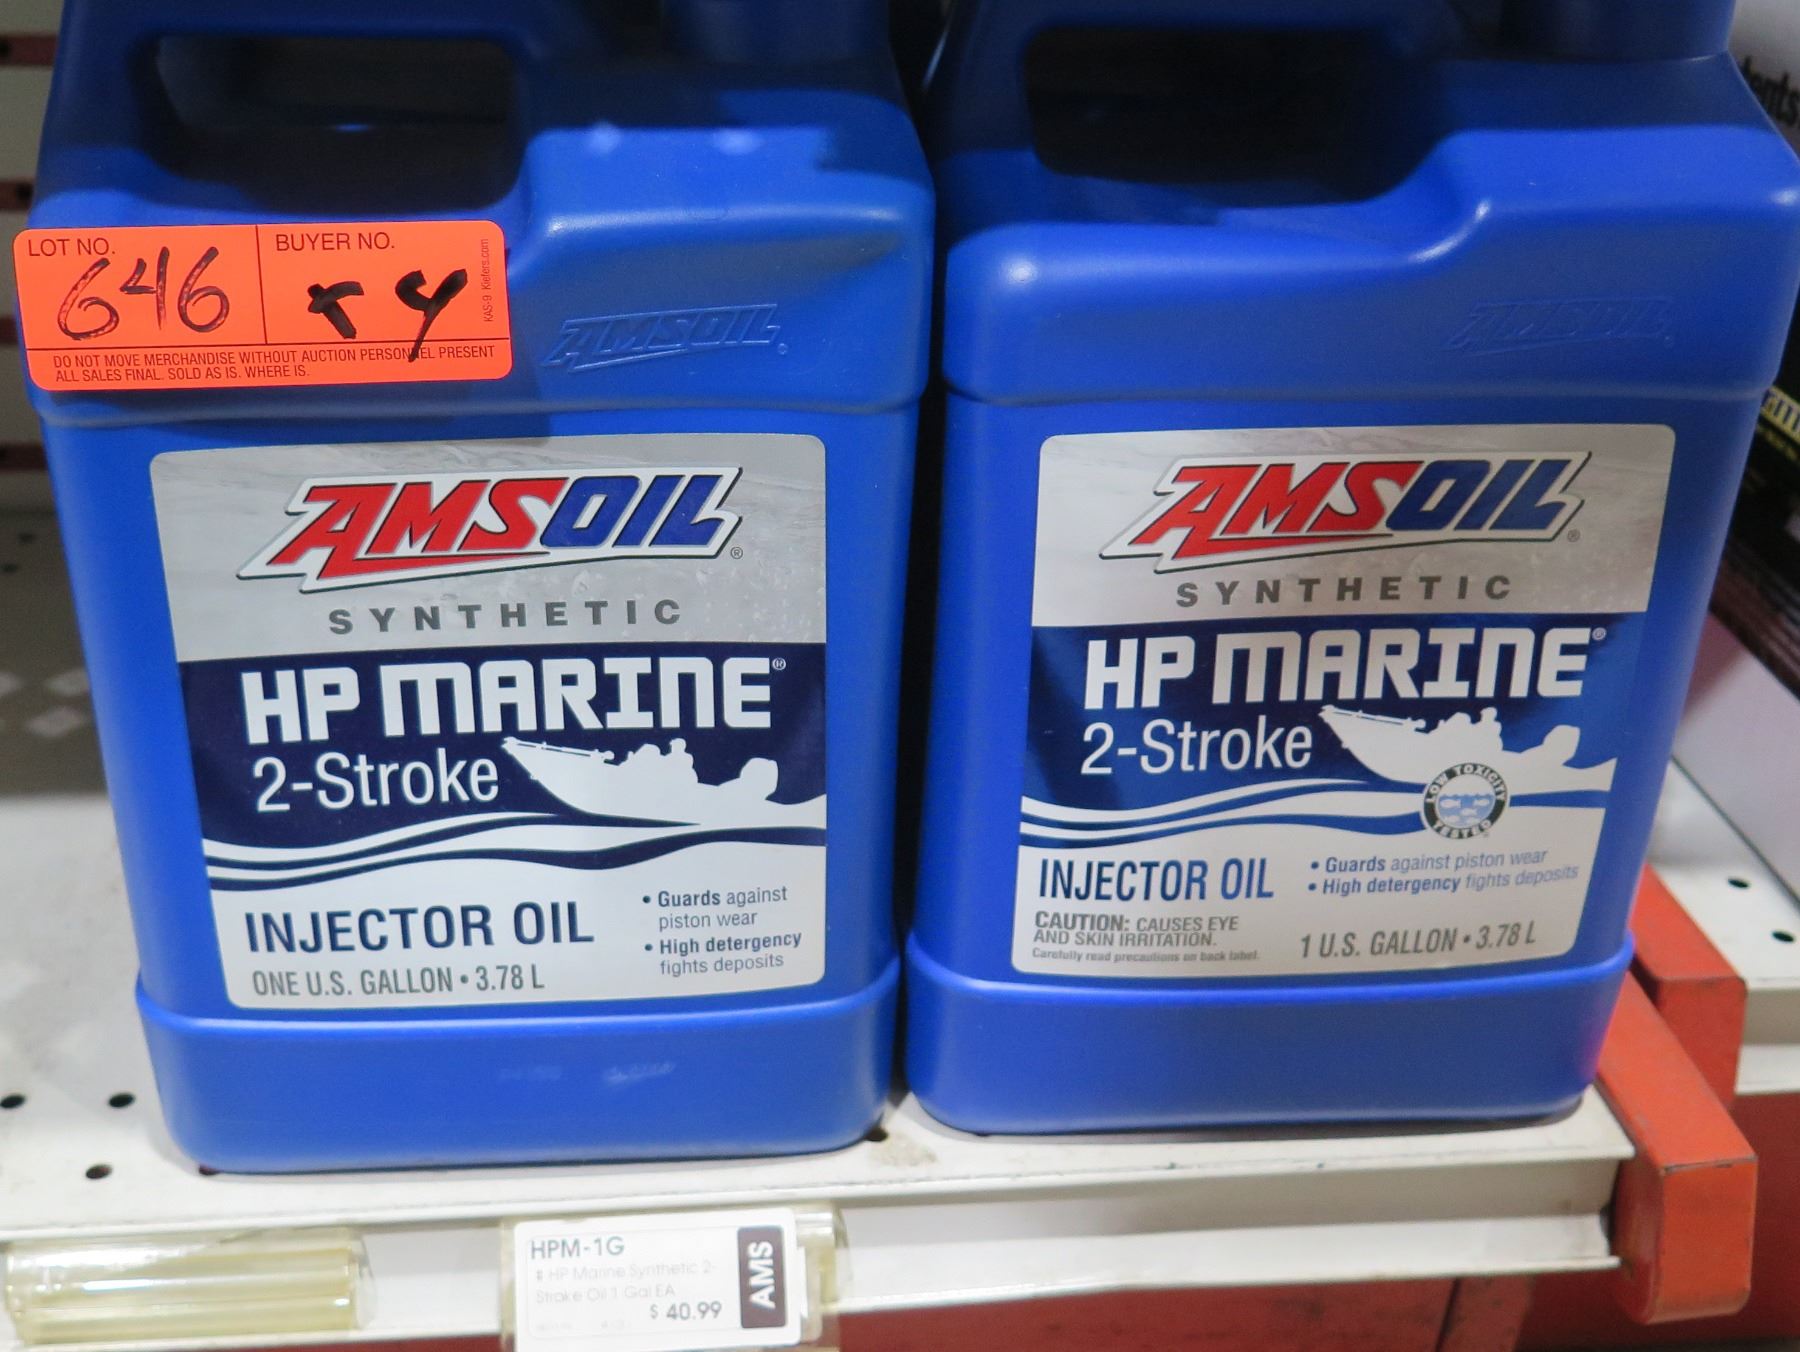 LOT NO.
646
BUYER NO.
x 4
KAS-9 Kiefers.com
DO NOT MOVE MERCHANDISE WITHOUT AUCTION PERSONNEL PRESENT
ALL SALES FINAL. SOLD AS IS. WHERE IS.
AMSOIL®
AMSOIL®
SYNTHETIC
HP MARINE®
2-Stroke
INJECTOR OIL
ONE U.S. GALLON • 3.78 L
• Guards against
piston wear
• High detergency
fights deposits
AMSOIL
AMSOIL®
SYNTHETIC
HP MARINE®
2-Stroke
LOW TOXICITY
TESTED
INJECTOR OIL
• Guards against piston wear
• High detergency fights deposits
CAUTION: CAUSES EYE
AND SKIN IRRITATION.
Carefully read precautions on back label.
1 U.S. GALLON • 3.78 L
HPM-1G
# HP Marine Synthetic 2-
Stroke Oil 1 Gal EA
$ 40.99
AMS